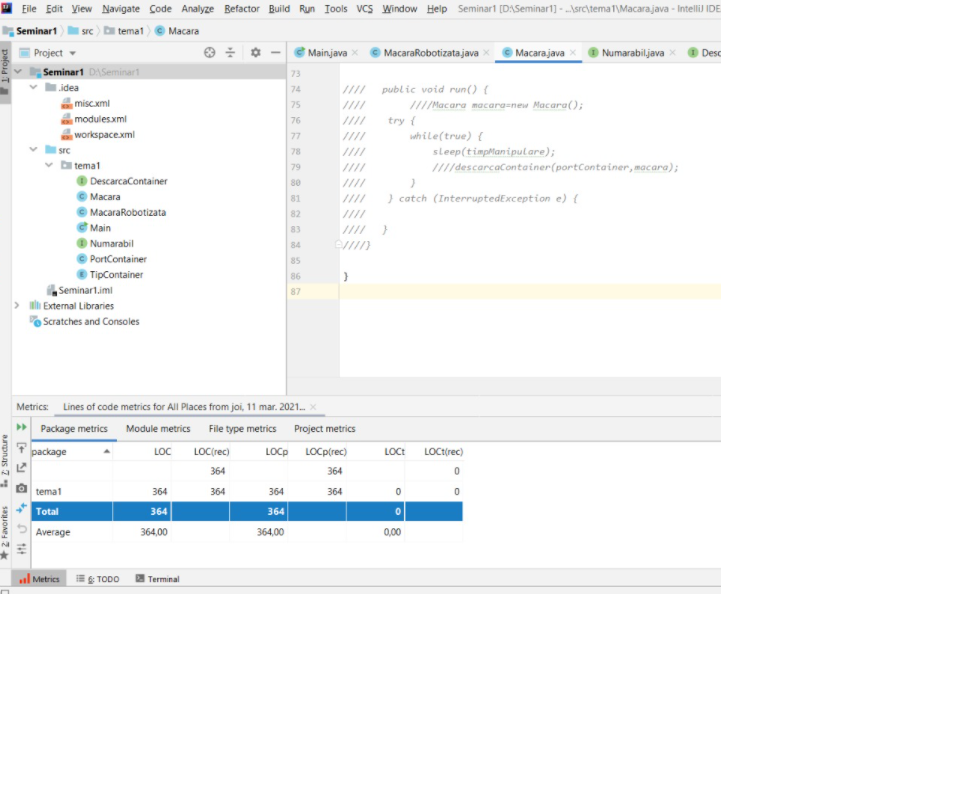 File Edit View Navigate Code Analyze Refactor Build Run Tools VCS Window Help Seminar1 [D:\Seminar1] - ...\src\tema1\Macara.java - IntelliJ IDE
Seminar1 src tema1 Macara
1: Project
Project
Main.java MacaraRobotizata.java Macara.java Numarabil.java Desc
Seminar1 D:\Seminar1
.idea
misc.xml
modules.xml
workspace.xml
src
tema1
DescarcaContainer
Macara
MacaraRobotizata
Main
Numarabil
PortContainer
TipContainer
Seminar1.iml
External Libraries
Scratches and Consoles
73
74 //// public void run() {
75 //// ////Macara macara=new Macara();
76 //// try {
77 //// while(true) {
78 //// sleep(timpManipulare);
79 //// ////descarcaContainer(portContainer,macara);
80 //// }
81 //// } catch (InterruptedException e) {
82 ////
83 //// }
84 ////}
85
86 }
87
Metrics: Lines of code metrics for All Places from joi, 11 mar. 2021...
Package metrics Module metrics File type metrics Project metrics
package LOC LOC(rec) LOCp LOCp(rec) LOCt LOCt(rec)
364 364 0
tema1 364 364 364 364 0 0
Total 364 364 0
Average 364,00 364,00 0,00
Z: Structure
2: Favorites
Metrics 6: TODO Terminal